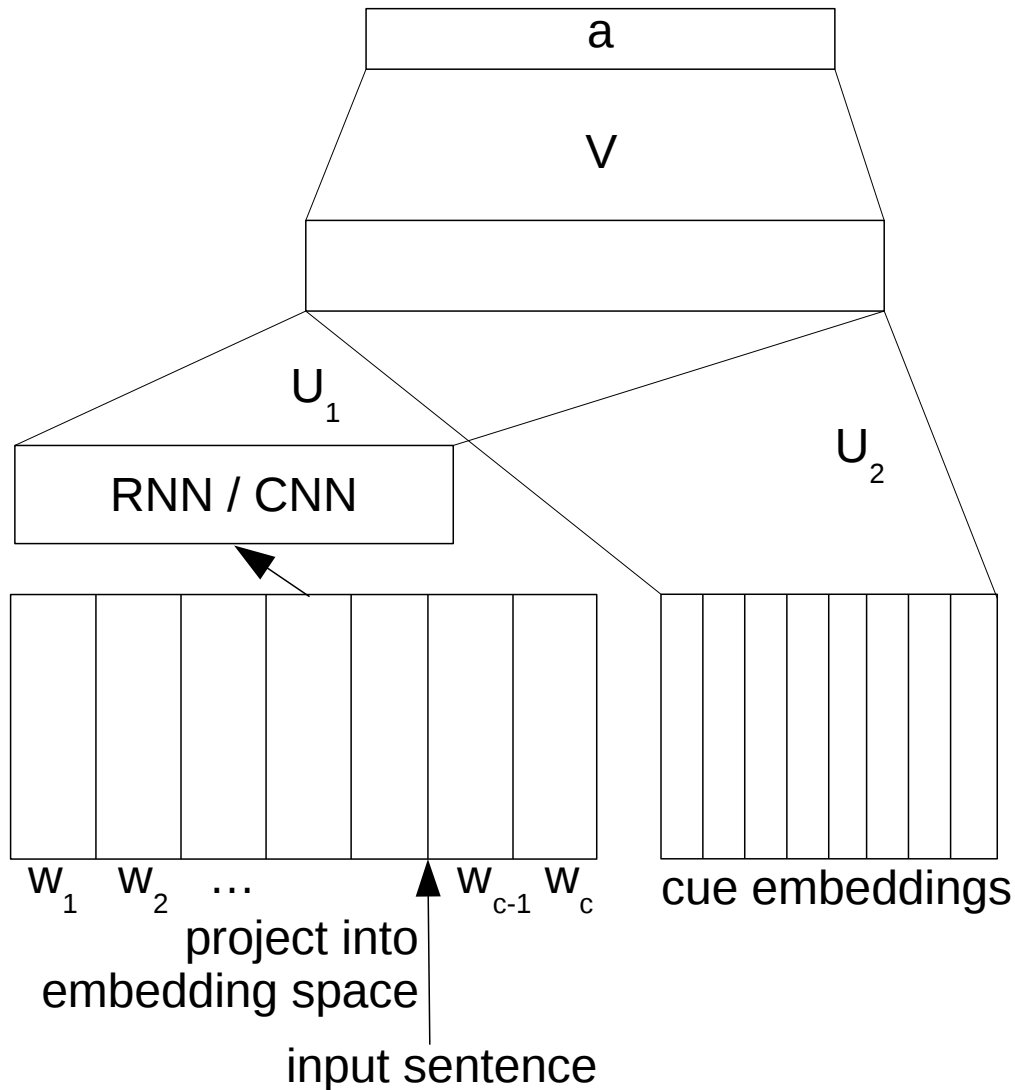 a
V
U1
U2
RNN / CNN
w1 w2 ... wc-1 wc
cue embeddings
project into
embedding space
input sentence